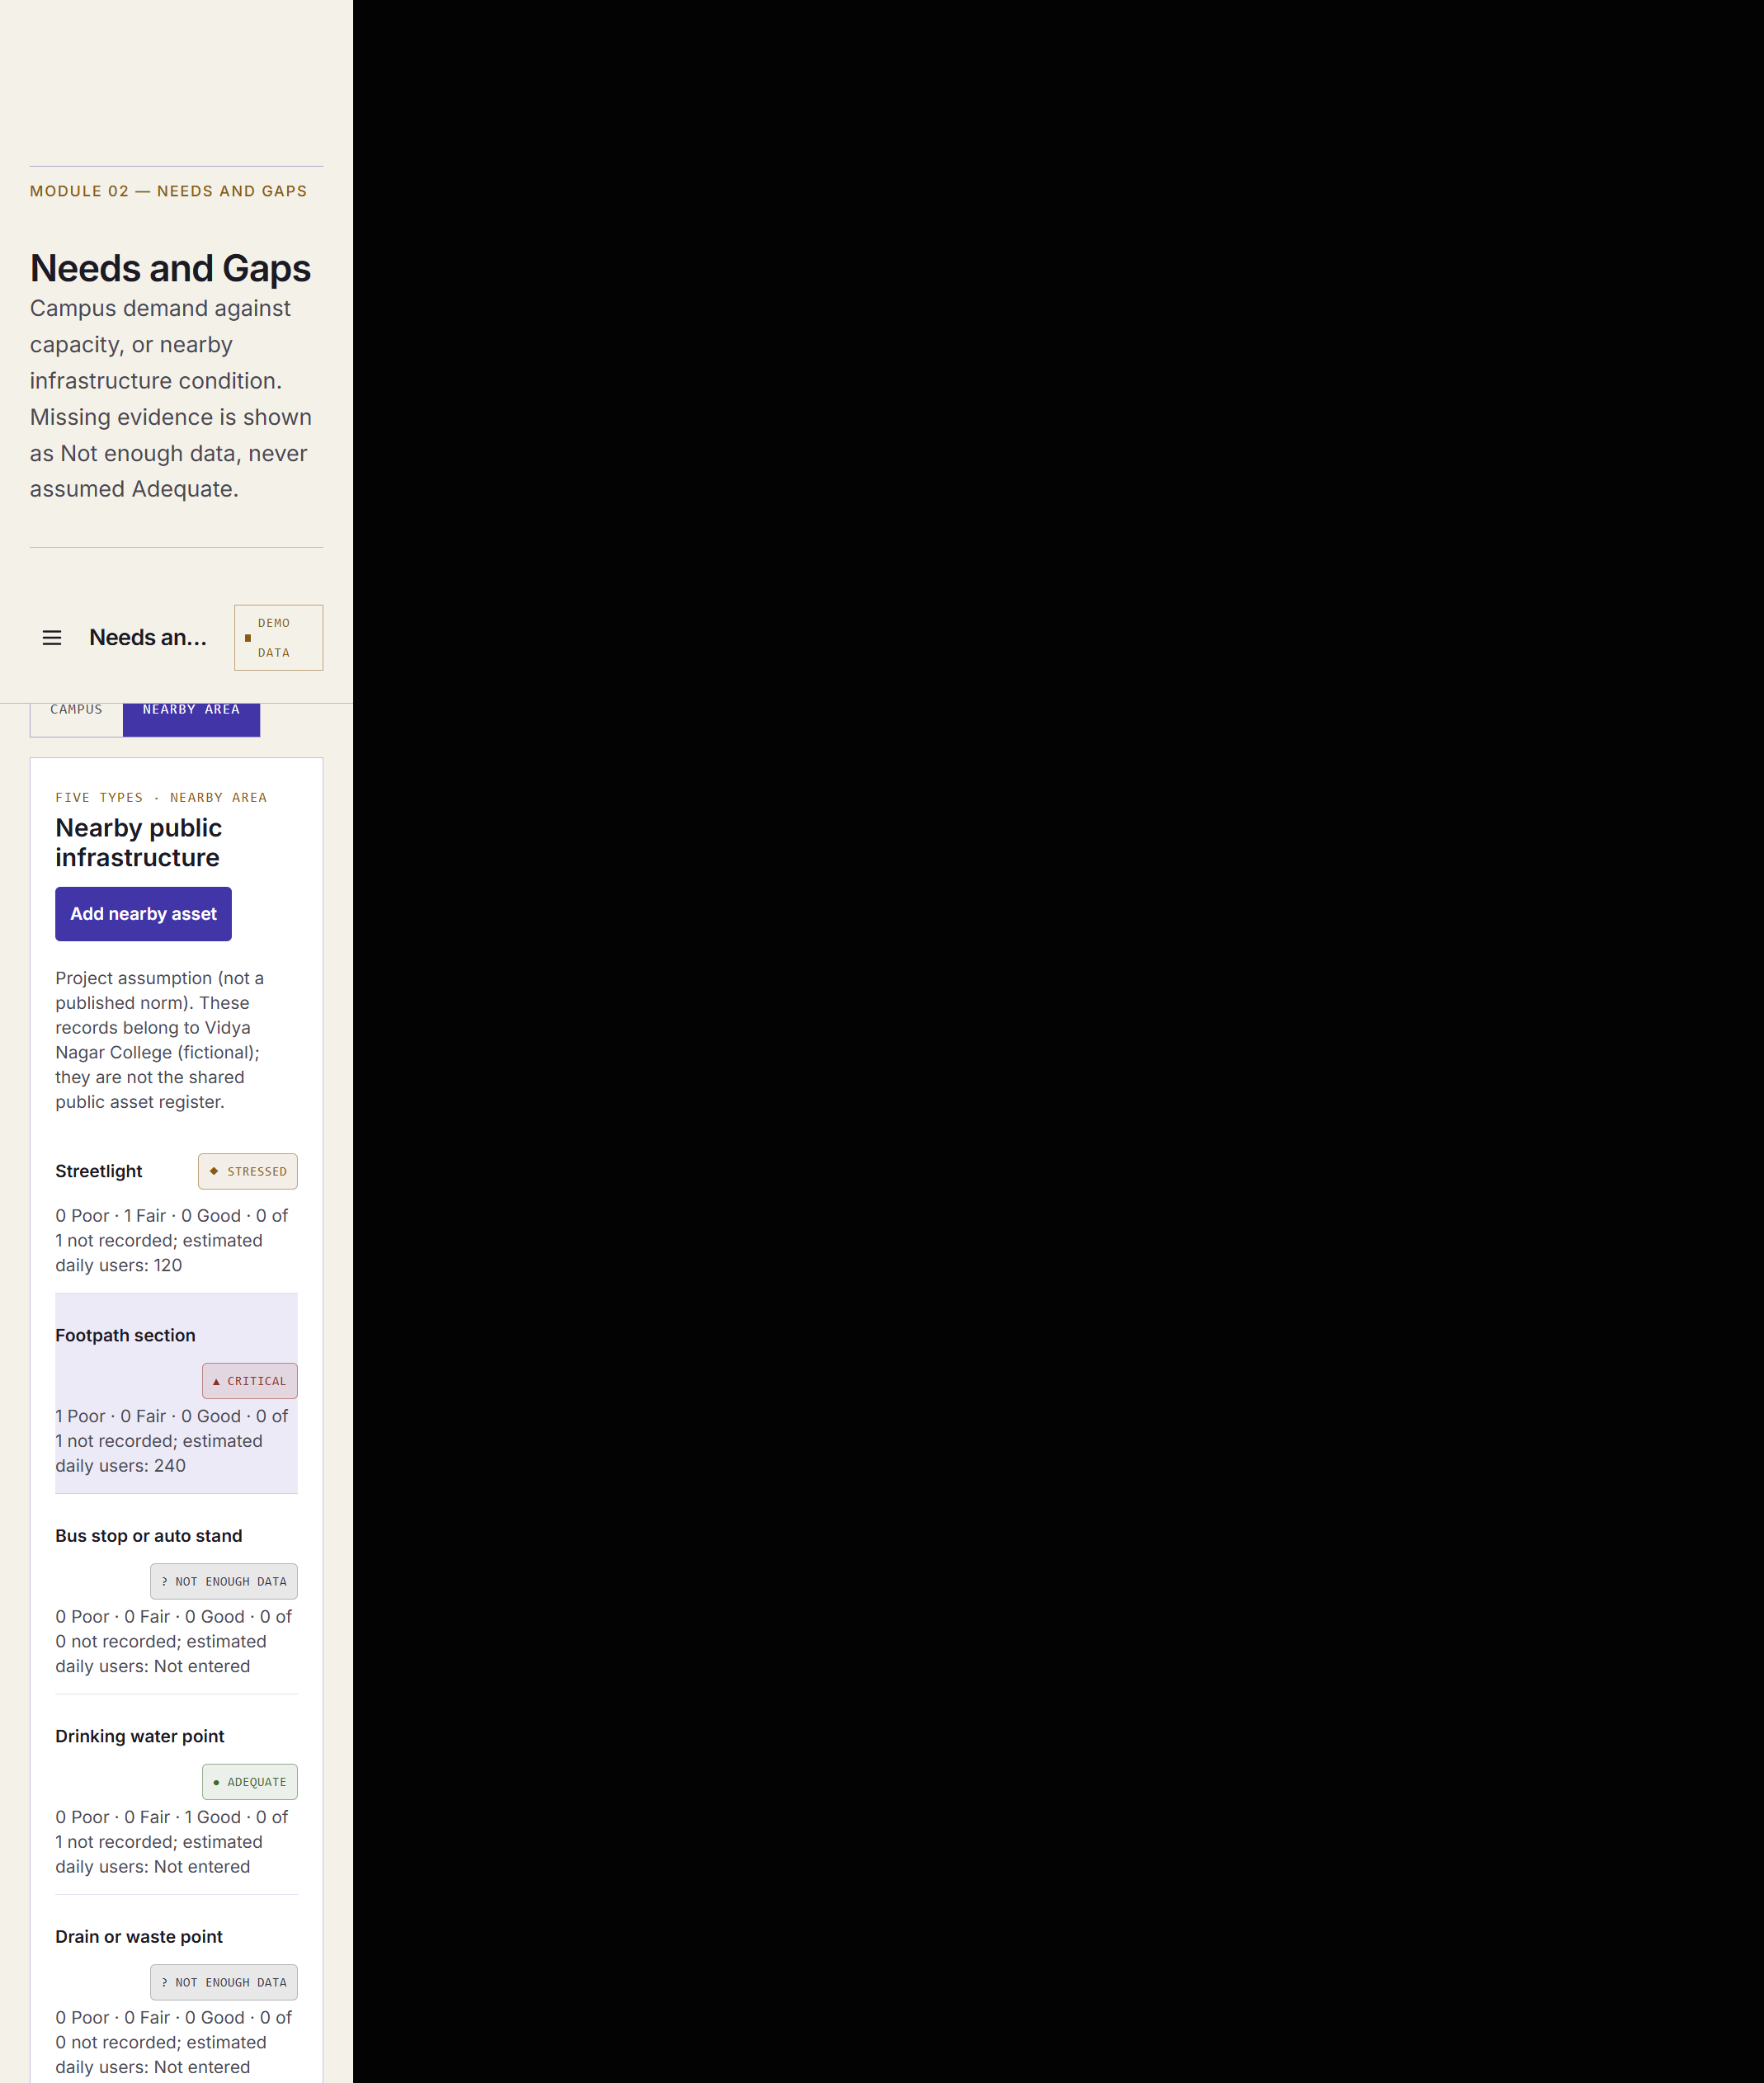 MODULE 02 — NEEDS AND GAPS
Needs and Gaps
Campus demand against
capacity, or nearby
infrastructure condition.
Missing evidence is shown
as Not enough data, never
assumed Adequate.
Needs an...
DEMO
DATA
CAMPUS
NEARBY AREA
FIVE TYPES · NEARBY AREA
Nearby public
infrastructure
Add nearby asset
Project assumption (not a
published norm). These
records belong to Vidya
Nagar College (fictional);
they are not the shared
public asset register.
Streetlight
◆ STRESSED
0 Poor · 1 Fair · 0 Good · 0 of
1 not recorded; estimated
daily users: 120
Footpath section
▲ CRITICAL
1 Poor · 0 Fair · 0 Good · 0 of
1 not recorded; estimated
daily users: 240
Bus stop or auto stand
? NOT ENOUGH DATA
0 Poor · 0 Fair · 0 Good · 0 of
0 not recorded; estimated
daily users: Not entered
Drinking water point
● ADEQUATE
0 Poor · 0 Fair · 1 Good · 0 of
1 not recorded; estimated
daily users: Not entered
Drain or waste point
? NOT ENOUGH DATA
0 Poor · 0 Fair · 0 Good · 0 of
0 not recorded; estimated
daily users: Not entered